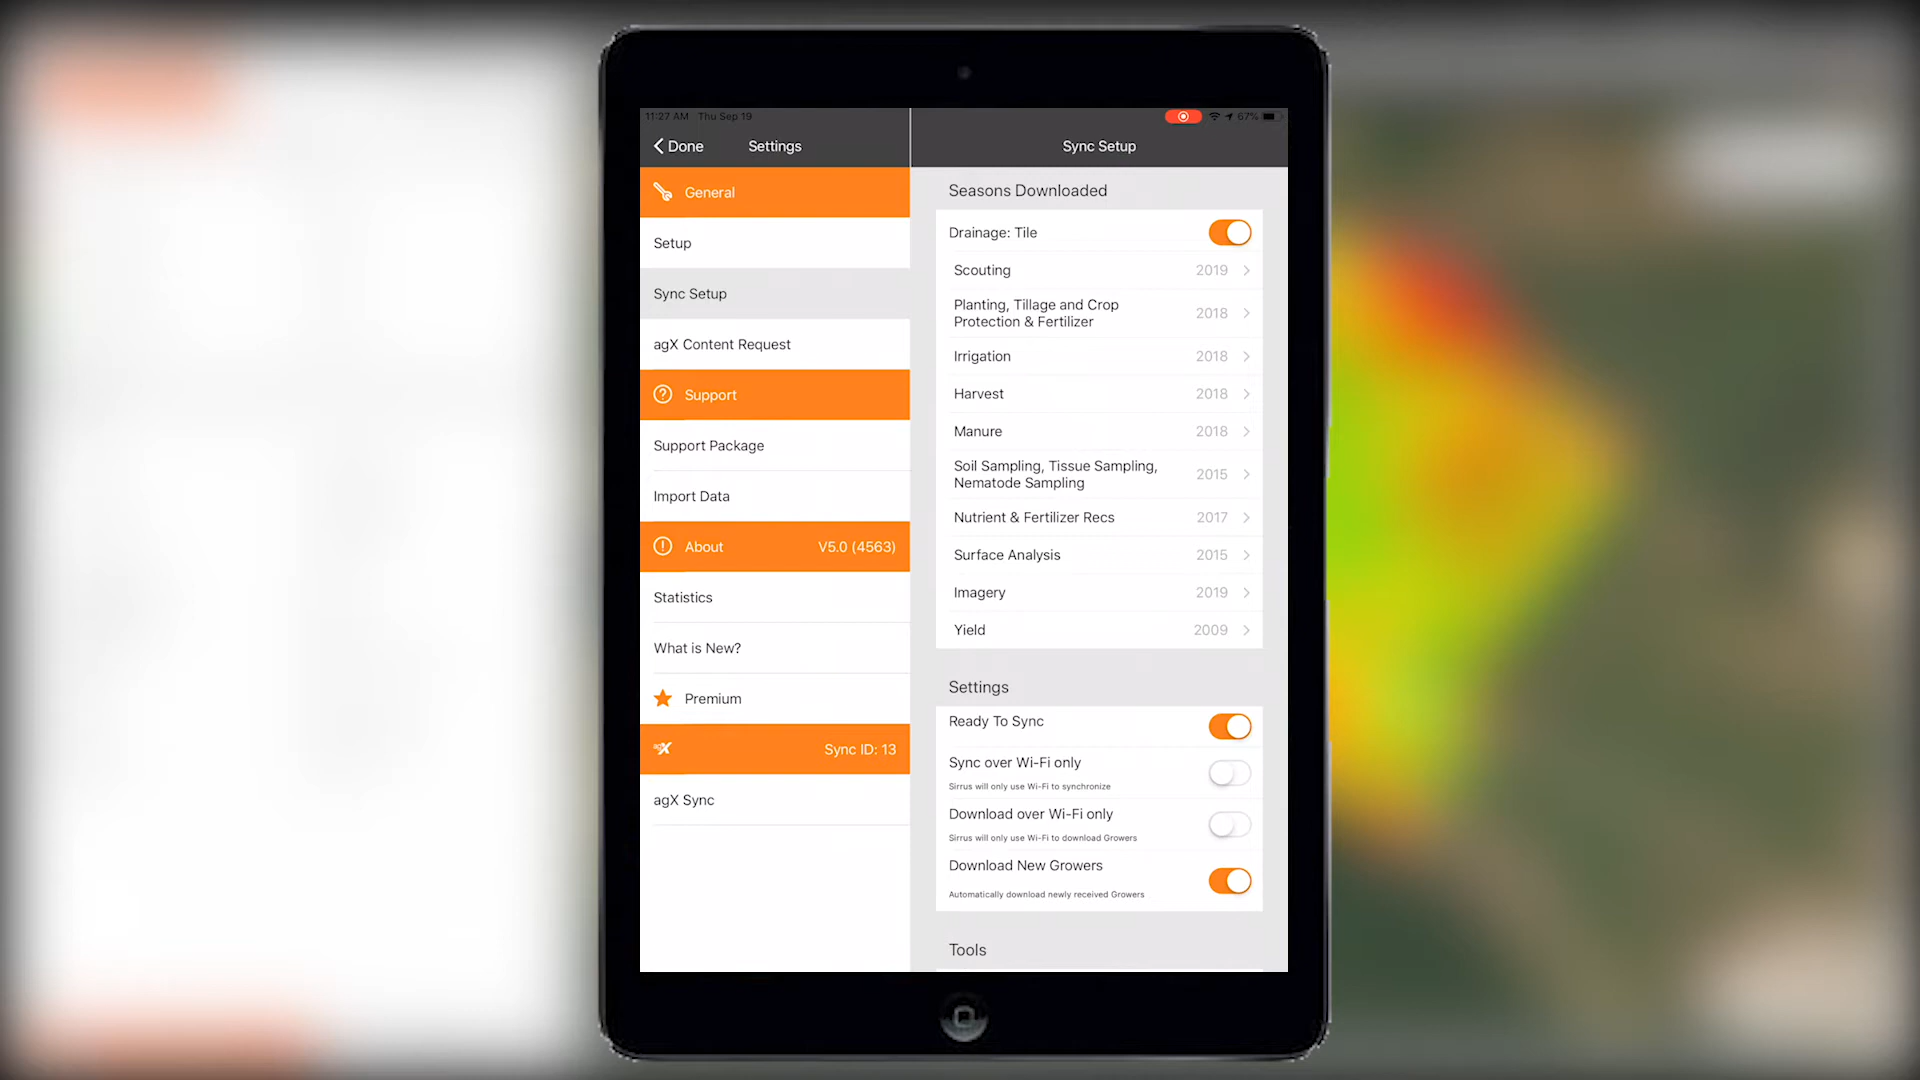 11:27 AM Thu Sep 19
67%
Done
Settings
Sync Setup
General
Setup
Sync Setup
agX Content Request
Support
Support Package
Import Data
About V5.0 (4563)
Statistics
What is New?
Premium
agX Sync ID: 13
agX Sync
Seasons Downloaded
Drainage: Tile
Scouting 2019
Planting, Tillage and Crop
Protection & Fertilizer 2018
Irrigation 2018
Harvest 2018
Manure 2018
Soil Sampling, Tissue Sampling,
Nematode Sampling 2015
Nutrient & Fertilizer Recs 2017
Surface Analysis 2015
Imagery 2019
Yield 2009
Settings
Ready To Sync
Sync over Wi-Fi only
Sirrus will only use Wi-Fi to synchronize
Download over Wi-Fi only
Sirrus will only use Wi-Fi to download Growers
Download New Growers
Automatically download newly received Growers
Tools